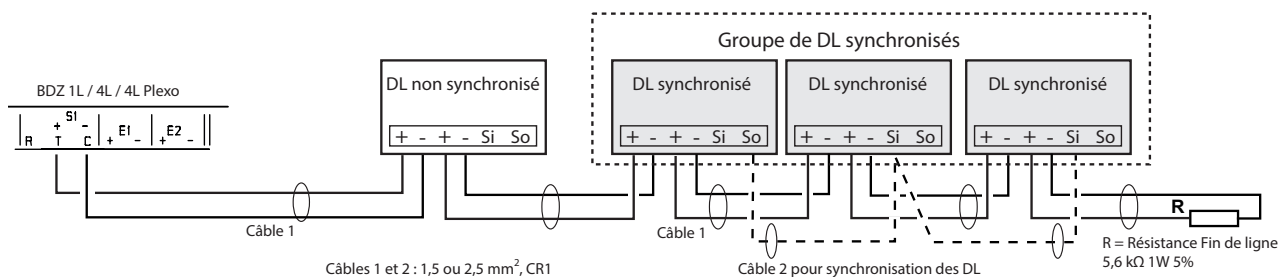 Groupe de DL synchronisés
BDZ 1L / 4L / 4L Plexo
DL non synchronisé
DL synchronisé
DL synchronisé
DL synchronisé
S1
+ - E1 E2
R T C + - + -
+ - + - Si So
+ - + - Si So
+ - + - Si So
+ - + - Si So
Câble 1
Câble 1
R
R = Résistance Fin de ligne
5,6 kΩ 1W 5%
Câbles 1 et 2 : 1,5 ou 2,5 mm², CR1
Câble 2 pour synchronisation des DL